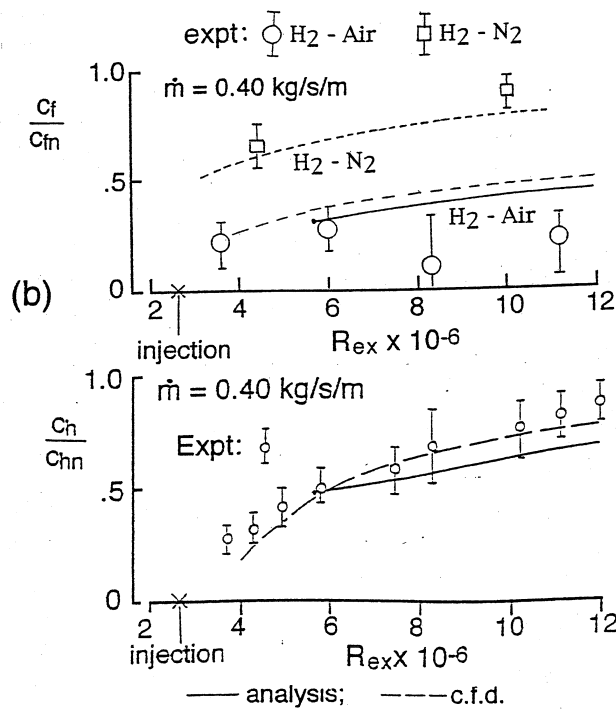 expt: H2 - Air H2 - N2
1.0
ṁ = 0.40 kg/s/m
cf
cfn
H2 - N2
.5
H2 - Air
(b)
0
2 4 6 8 10 12
injection
Rex x 10-6
1.0
ṁ = 0.40 kg/s/m
ch
chn
Expt:
.5
0
2 4 6 8 10 12
injection
Rex x 10-6
analysis; c.f.d.